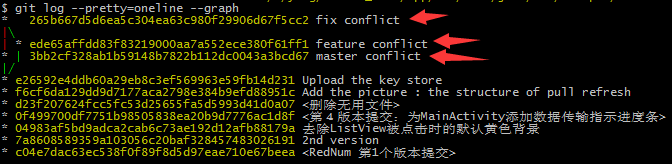 $ git log --pretty=oneline --graph
*   265b667d5d6ea5c304ea63c980f29906d67f5cc2 fix conflict
|\
| * ede65affdd83f83219000aa7a552ece380f61ff1 feature conflict
* | 3bb2cf328ab1b59148b7822b112dc0043a3bcd67 master conflict
|/
* e26592e4ddb60a29eb8c3ef569963e59fb14d231 Upload the key store
* f6cf6da129dd9d7177aca2798e384b9efd88951c Add the picture : the structure of pull refresh
* d23f207624fcc5fc53d25655fa5d5993d41d0a07 <删除无用文件>
* 0f499700df7751b98505838ea20b9d7776ac1d8f <第４版本提交：为MainActivity添加数据传输指示进度条>
* 04983af5bd9adca2cab6c73ae192d12afb88179a 去除ListView被点击时的默认黄色背景
* 7a8608589359a103056c20baf328457483026191 2nd version
* c04e7dac63ec538f0f89f8d5d97eae710e67beea <RedNum 第1个版本提交>